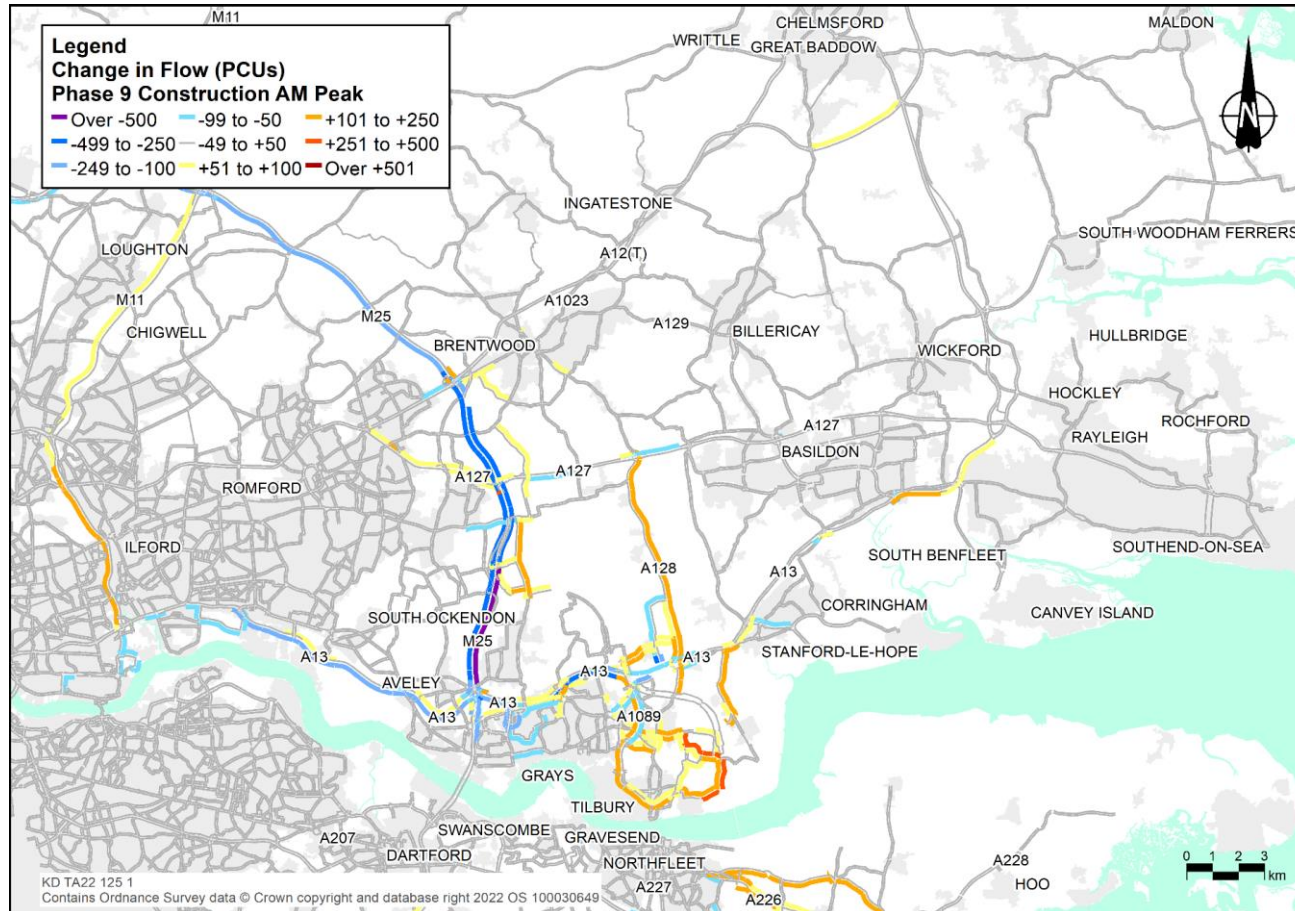 M11
CHELMSFORD
MALDON
WRITTLE
GREAT BADDOW
Legend
Change in Flow (PCUs)
Phase 9 Construction AM Peak
Over -500
-99 to -50
+101 to +250
-499 to -250
-49 to +50
+251 to +500
-249 to -100
+51 to +100
Over +501
N
INGATESTONE
SOUTH WOODHAM FERRERS
LOUGHTON
A12(T)
M11
A1023
M25
CHIGWELL
A129
BILLERICAY
HULLBRIDGE
BRENTWOOD
WICKFORD
HOCKLEY
ROCHFORD
A127
RAYLEIGH
BASILDON
A127
A127
ROMFORD
ILFORD
SOUTH BENFLEET
SOUTHEND-ON-SEA
A128
A13
CORRINGHAM
CANVEY ISLAND
SOUTH OCKENDON
M25
STANFORD-LE-HOPE
A13
A13
A13
AVELEY
A13
A13
A1089
GRAYS
TILBURY
SWANSCOMBE
A207
GRAVESEND
DARTFORD
NORTHFLEET
A228
A227
HOO
A226
0 1 2 3
km
KD TA22 125 1
Contains Ordnance Survey data © Crown copyright and database right 2022 OS 100030649